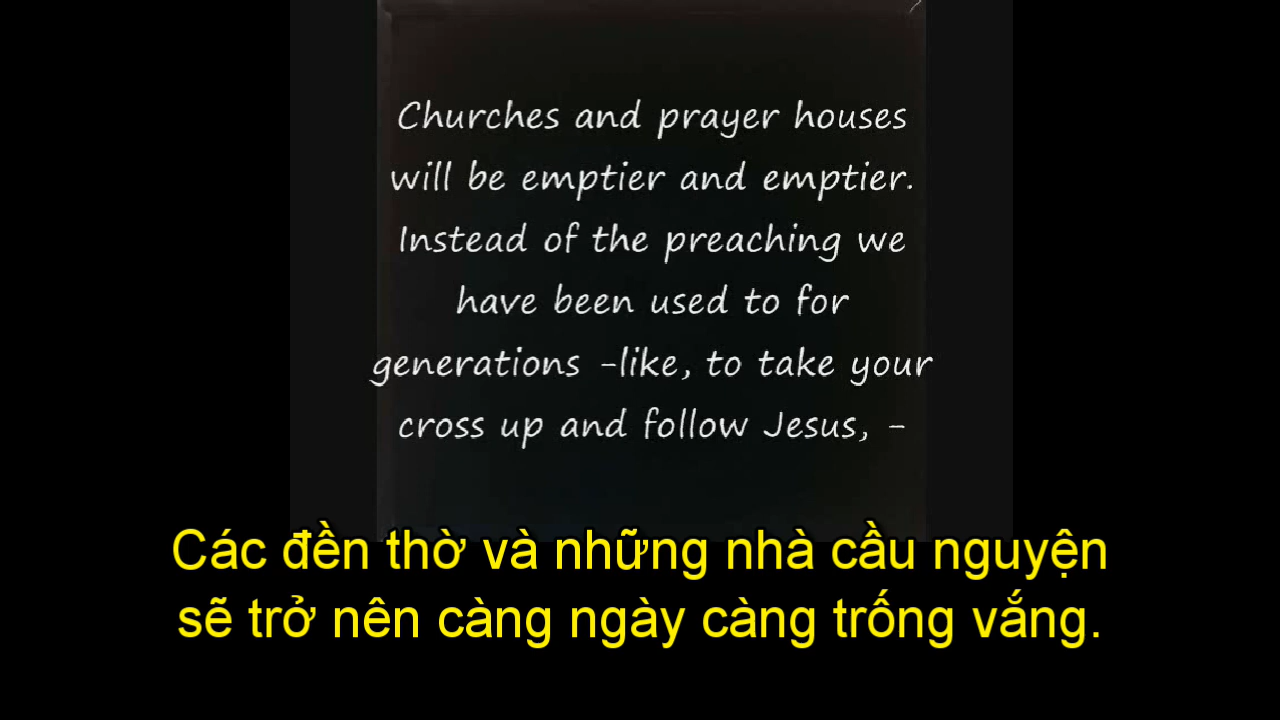 Churches and prayer houses
will be emptier and emptier.
Instead of the preaching we
have been used to for
generations -like, to take your
cross up and follow Jesus, -
Các đền thờ và những nhà cầu nguyện
sẽ trở nên càng ngày càng trống vắng.